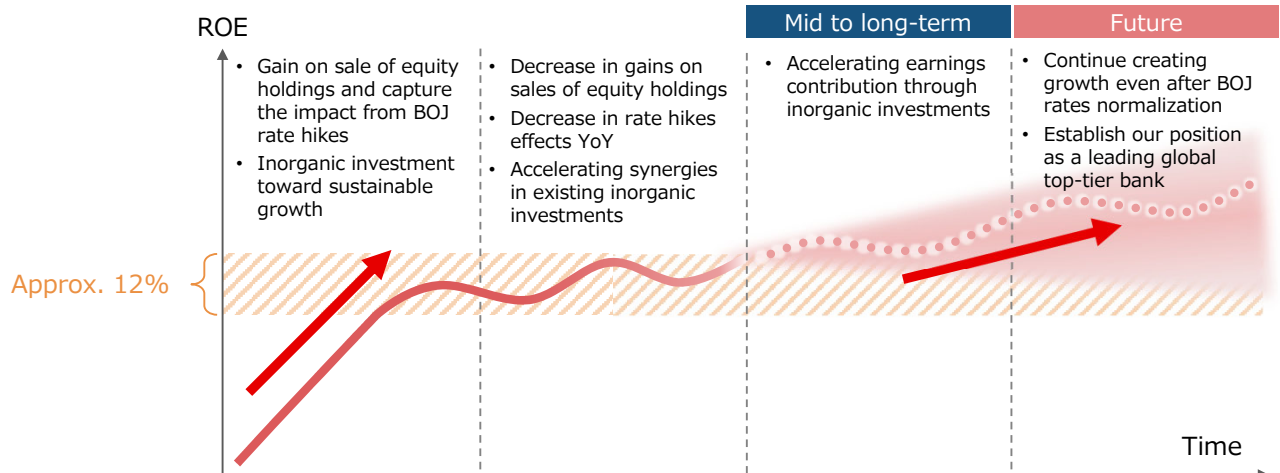 ROE
Mid to long-term
Future
• Gain on sale of equity
holdings and capture
the impact from BOJ
rate hikes
• Inorganic investment
toward sustainable
growth
• Decrease in gains on
sales of equity holdings
• Decrease in rate hikes
effects YoY
• Accelerating synergies
in existing inorganic
investments
• Accelerating earnings
contribution through
inorganic investments
• Continue creating
growth even after BOJ
rates normalization
• Establish our position
as a leading global
top-tier bank
Approx. 12%
Time